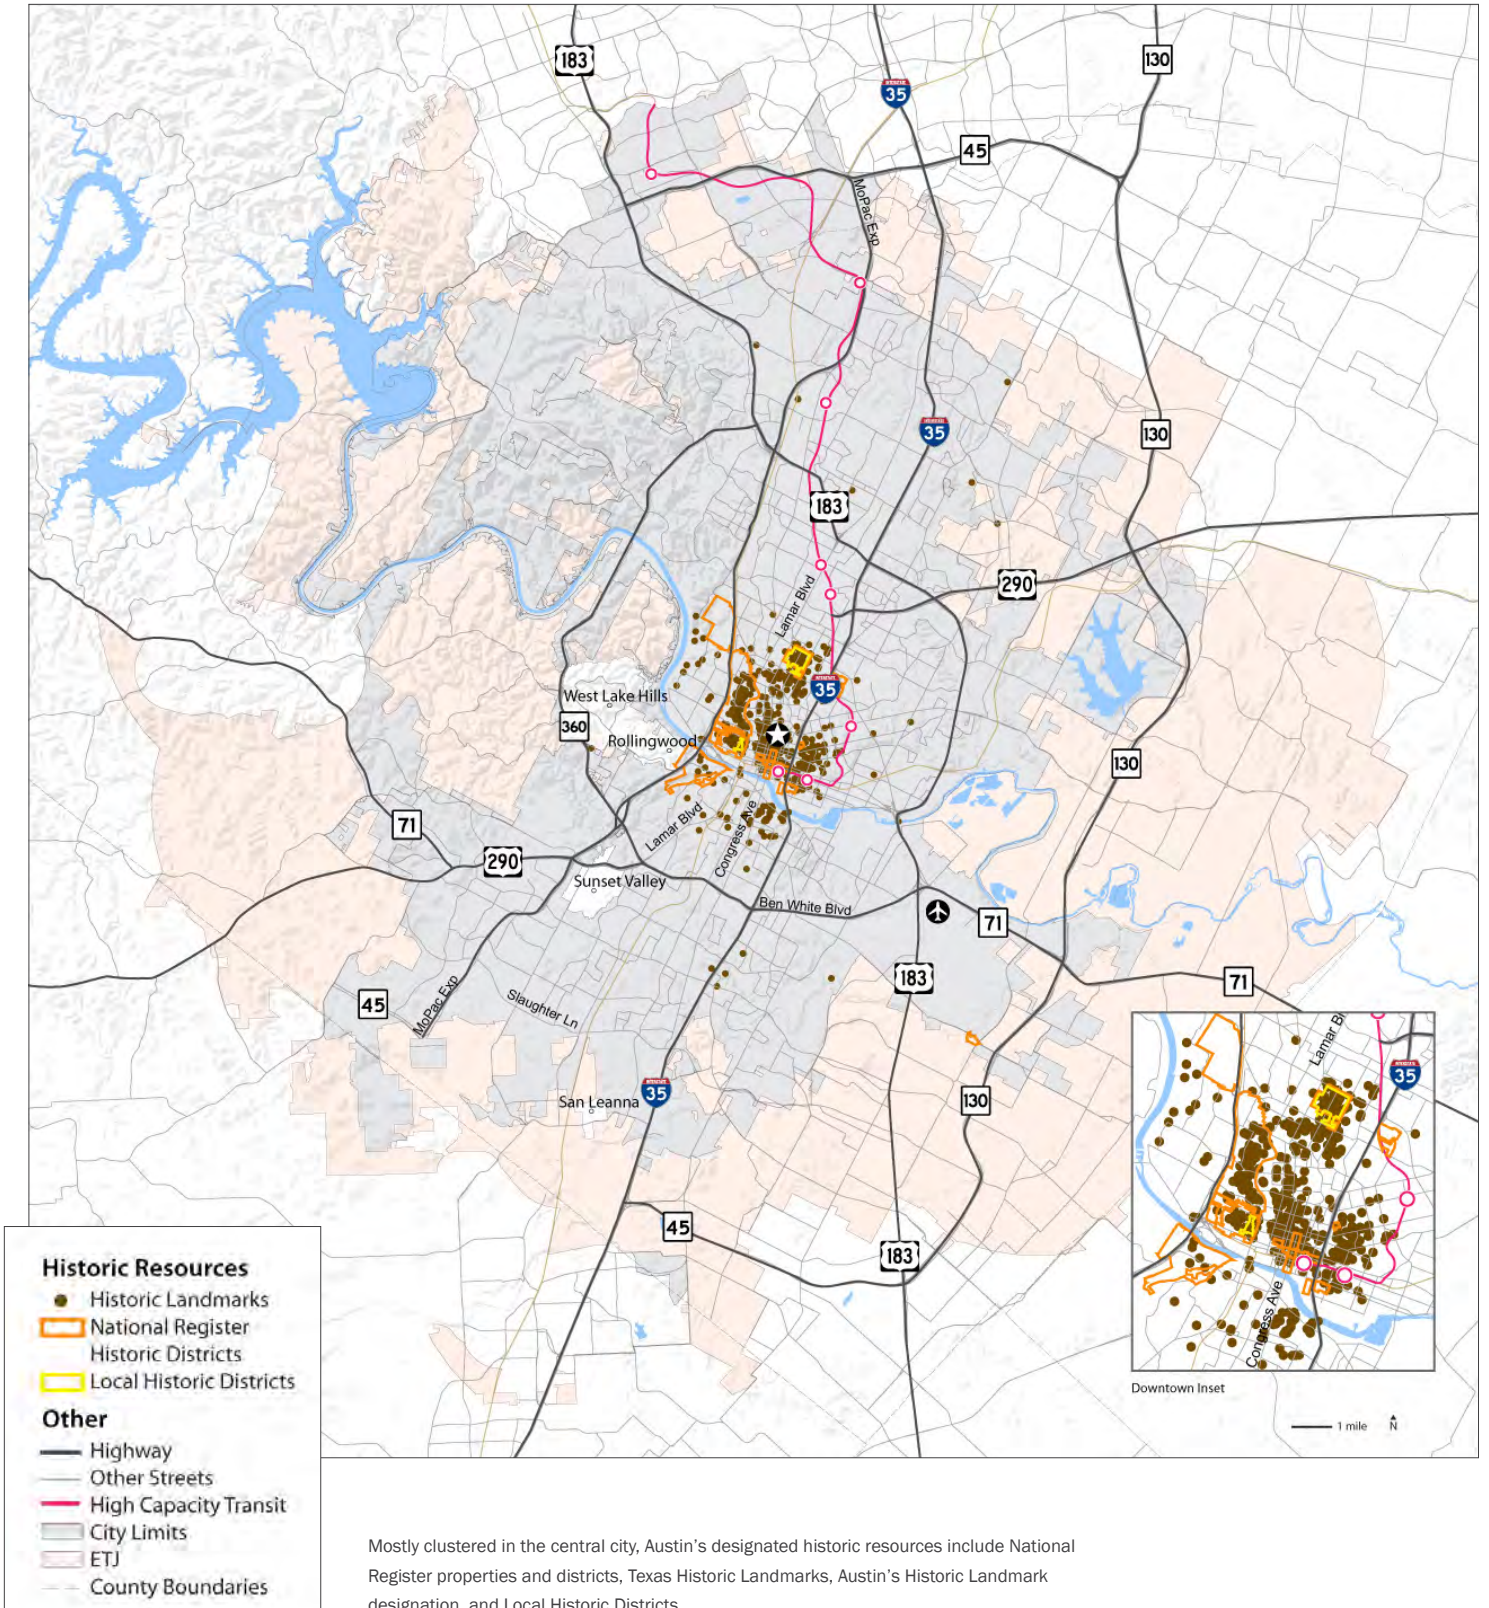 183
35
130
45
MoPac Exp
35
130
183
290
Lamar Blvd
35
West Lake Hills
360
Rollingwood
130
71
Lamar Blvd
Congress Ave
290
Sunset Valley
Ben White Blvd
71
183
71
45
MoPac Exp
Slaughter Ln
35
San Leanna
130
45
183
Lamar Bl
35
Congress Ave
Downtown Inset
1 mile
N
Historic Resources
Historic Landmarks
National Register
Historic Districts
Local Historic Districts
Other
Highway
Other Streets
High Capacity Transit
City Limits
ETJ
County Boundaries
Mostly clustered in the central city, Austin's designated historic resources include National
Register properties and districts, Texas Historic Landmarks, Austin's Historic Landmark
designation, and Local Historic Districts.